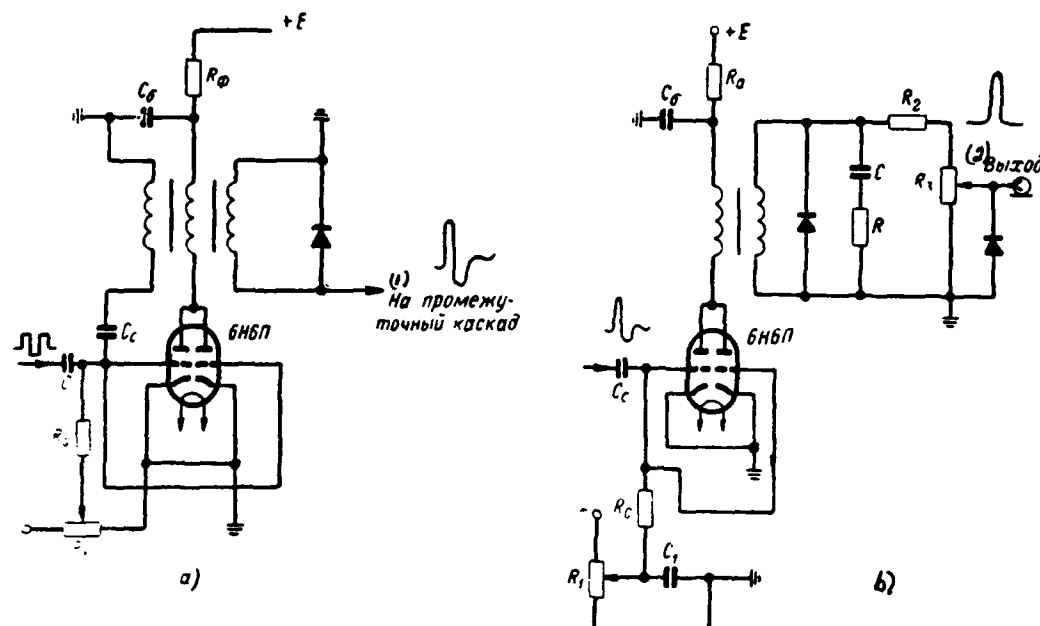 +E
Rф
Cб
(1)
На промежу-
точный каскад
Cc
6Н6П
C
а)
+E
Ra
Cб
R2
(2)
Выход
C
R
6Н6П
Cc
Rc
-
C1
R1
b)